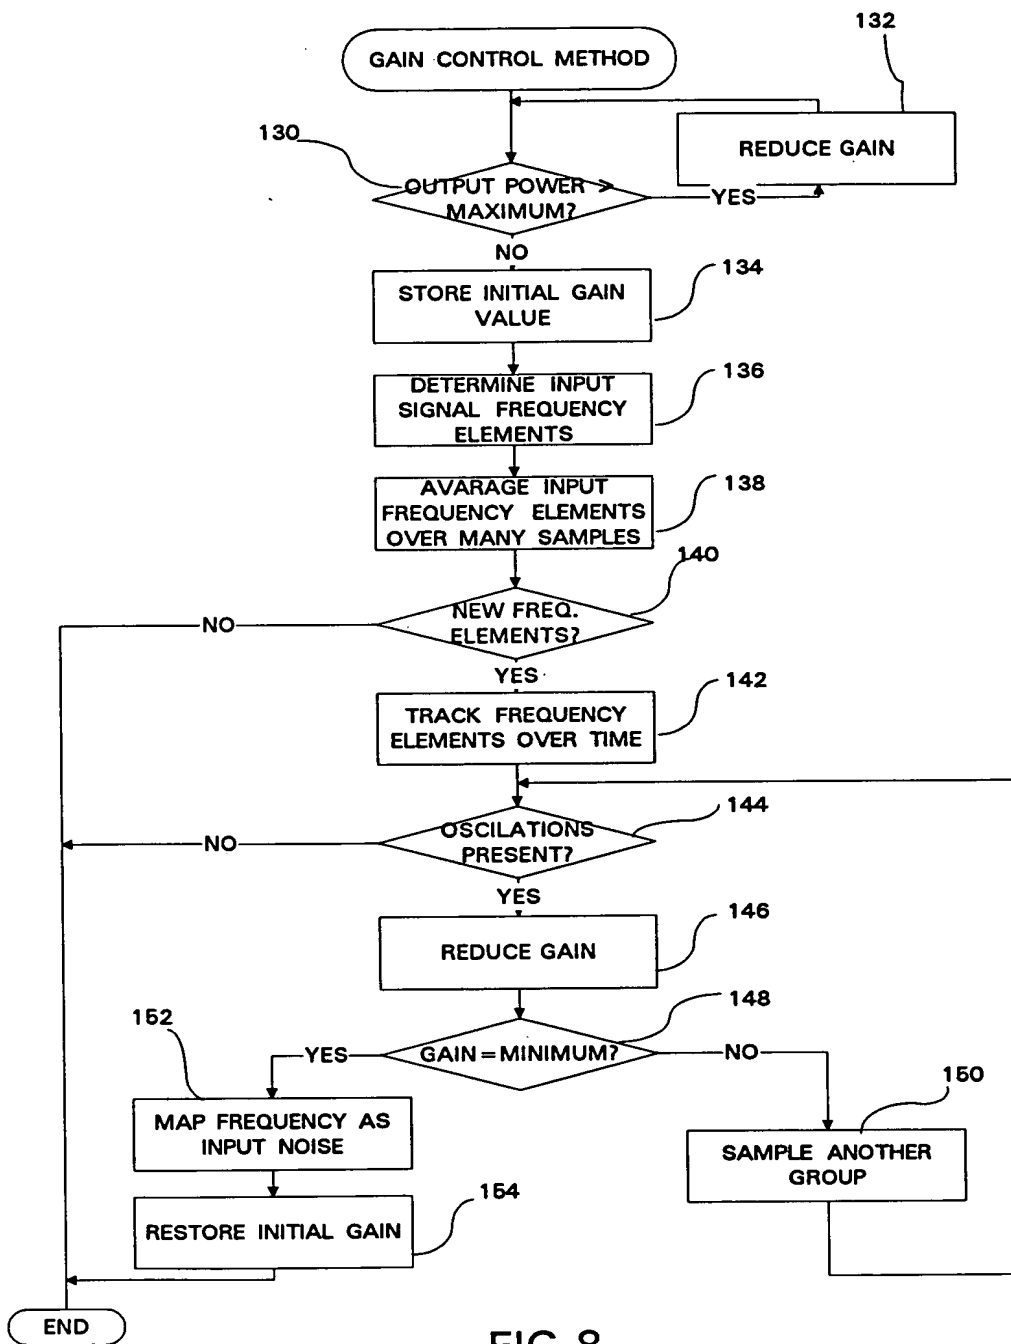 GAIN CONTROL METHOD
132
REDUCE GAIN
130
OUTPUT POWER >
MAXIMUM?
YES
NO
STORE INITIAL GAIN
VALUE
134
DETERMINE INPUT
SIGNAL FREQUENCY
ELEMENTS
136
AVARAGE INPUT
FREQUENCY ELEMENTS
OVER MANY SAMPLES
138
140
NEW FREQ.
ELEMENTS?
NO
YES
TRACK FREQUENCY
ELEMENTS OVER TIME
142
144
OSCILATIONS
PRESENT?
NO
YES
REDUCE GAIN
146
148
GAIN = MINIMUM?
YES
NO
152
MAP FREQUENCY AS
INPUT NOISE
150
SAMPLE ANOTHER
GROUP
154
RESTORE INITIAL GAIN
END
FIG 8